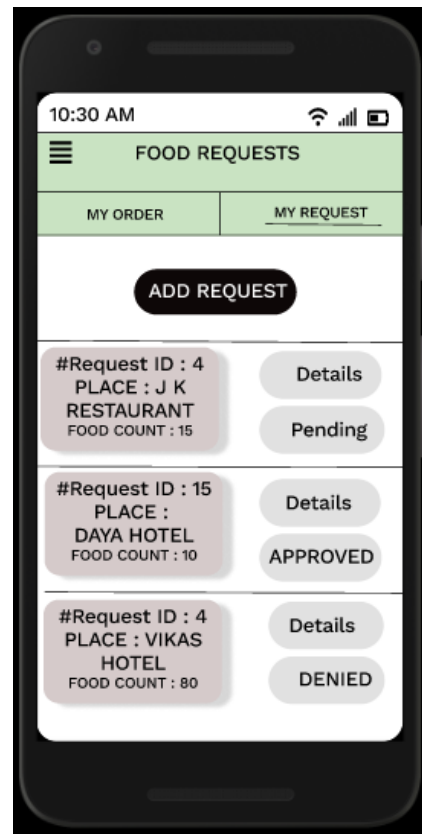 10:30 AM
FOOD REQUESTS
MY ORDER
MY REQUEST
ADD REQUEST
#Request ID : 4
PLACE : J K
RESTAURANT
FOOD COUNT : 15
Details
Pending
#Request ID : 15
PLACE :
DAYA HOTEL
FOOD COUNT : 10
Details
APPROVED
#Request ID : 4
PLACE : VIKAS
HOTEL
FOOD COUNT : 80
Details
DENIED